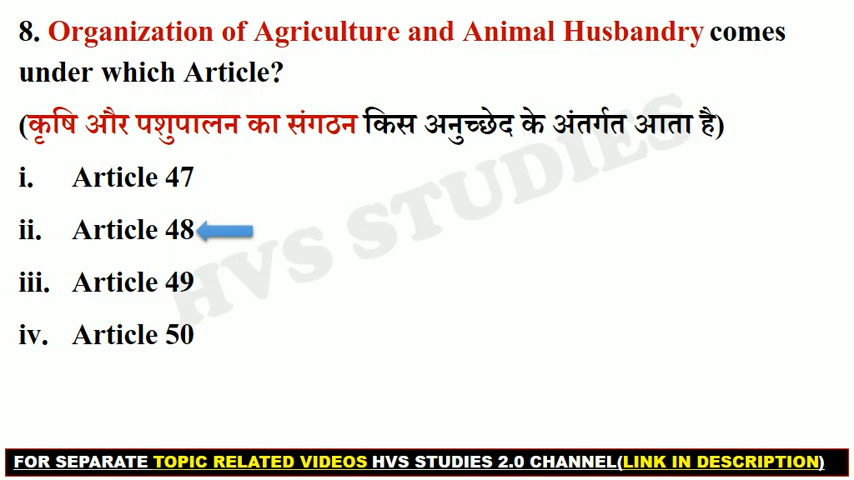 8. Organization of Agriculture and Animal Husbandry comes
under which Article?
(कृषि और पशुपालन का संगठन किस अनुच्छेद के अंतर्गत आता है)
i. Article 47
ii. Article 48
iii. Article 49
iv. Article 50
HVS STUDIES
FOR SEPARATE TOPIC RELATED VIDEOS HVS STUDIES 2.0 CHANNEL(LINK IN DESCRIPTION)